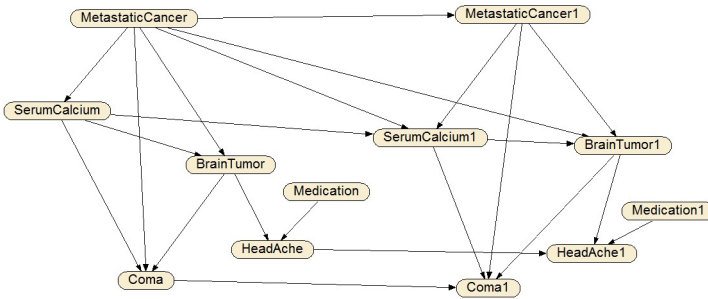 MetastaticCancer
MetastaticCancer1
SerumCalcium
SerumCalcium1
BrainTumor1
BrainTumor
Medication
Medication1
HeadAche
HeadAche1
Coma
Coma1